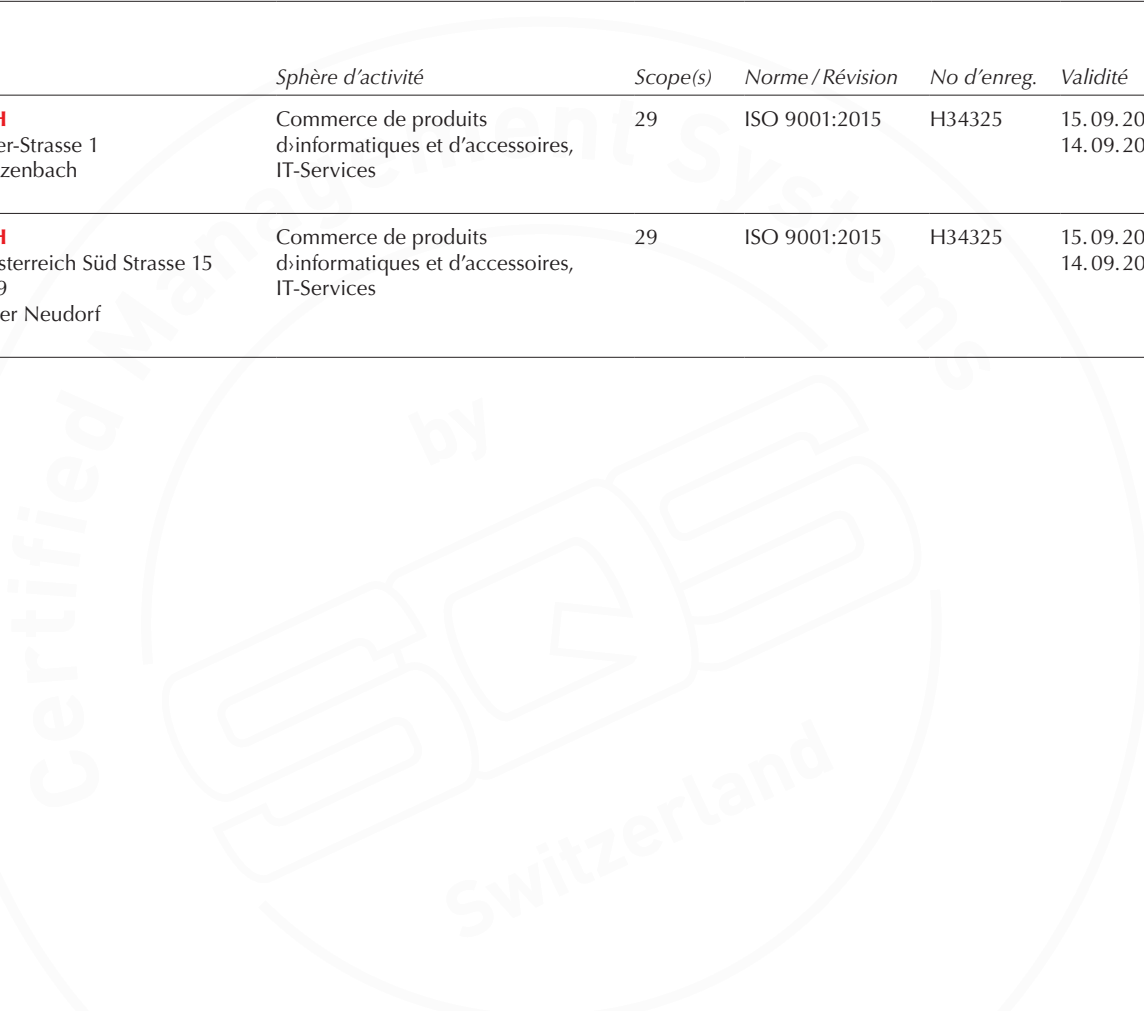 Sphère d'activité Scope(s) Norme / Révision No d'enreg. Validité
H Commerce de produits 29 ISO 9001:2015 H34325 15. 09. 20
er-Strasse 1 d›informatiques et d'accessoires, 14. 09. 20
zenbach IT-Services
H Commerce de produits 29 ISO 9001:2015 H34325 15. 09. 20
sterreich Süd Strasse 15 d›informatiques et d'accessoires, 14. 09. 20
9 IT-Services
er Neudorf
Certified Management Systems
by
SQS
Switzerland